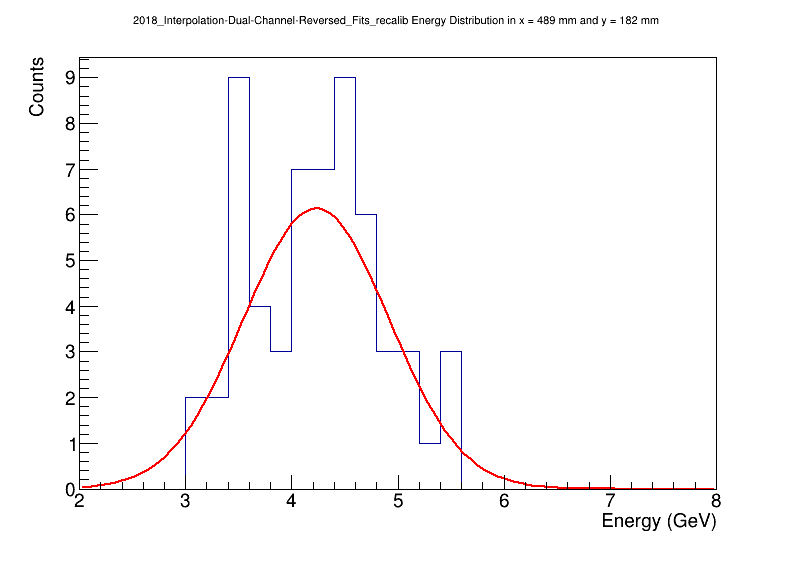 2018_Interpolation-Dual-Channel-Reversed_Fits_recalib Energy Distribution in x = 489 mm and y = 182 mm
Counts
9
8
7
6
5
4
3
2
1
0
2 3 4 5 6 7 8
Energy (GeV)